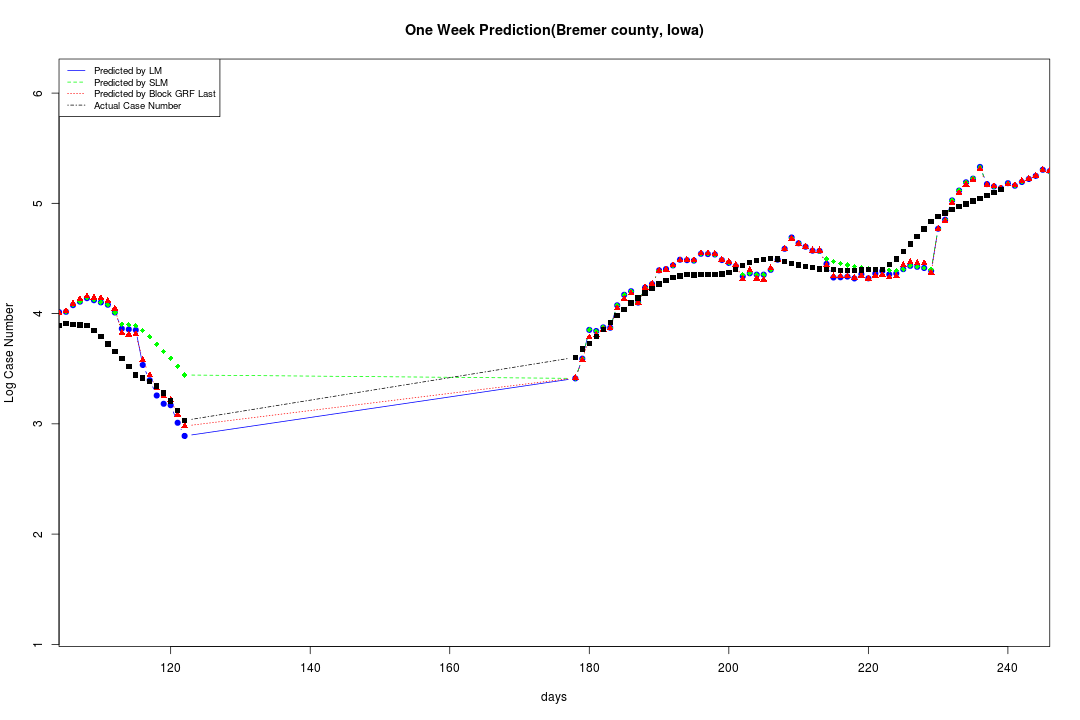 One Week Prediction(Bremer county, Iowa)
Predicted by LM
Predicted by SLM
Predicted by Block GRF Last
Actual Case Number
6
5
4
3
2
1
Log Case Number
120 140 160 180 200 220 240
days